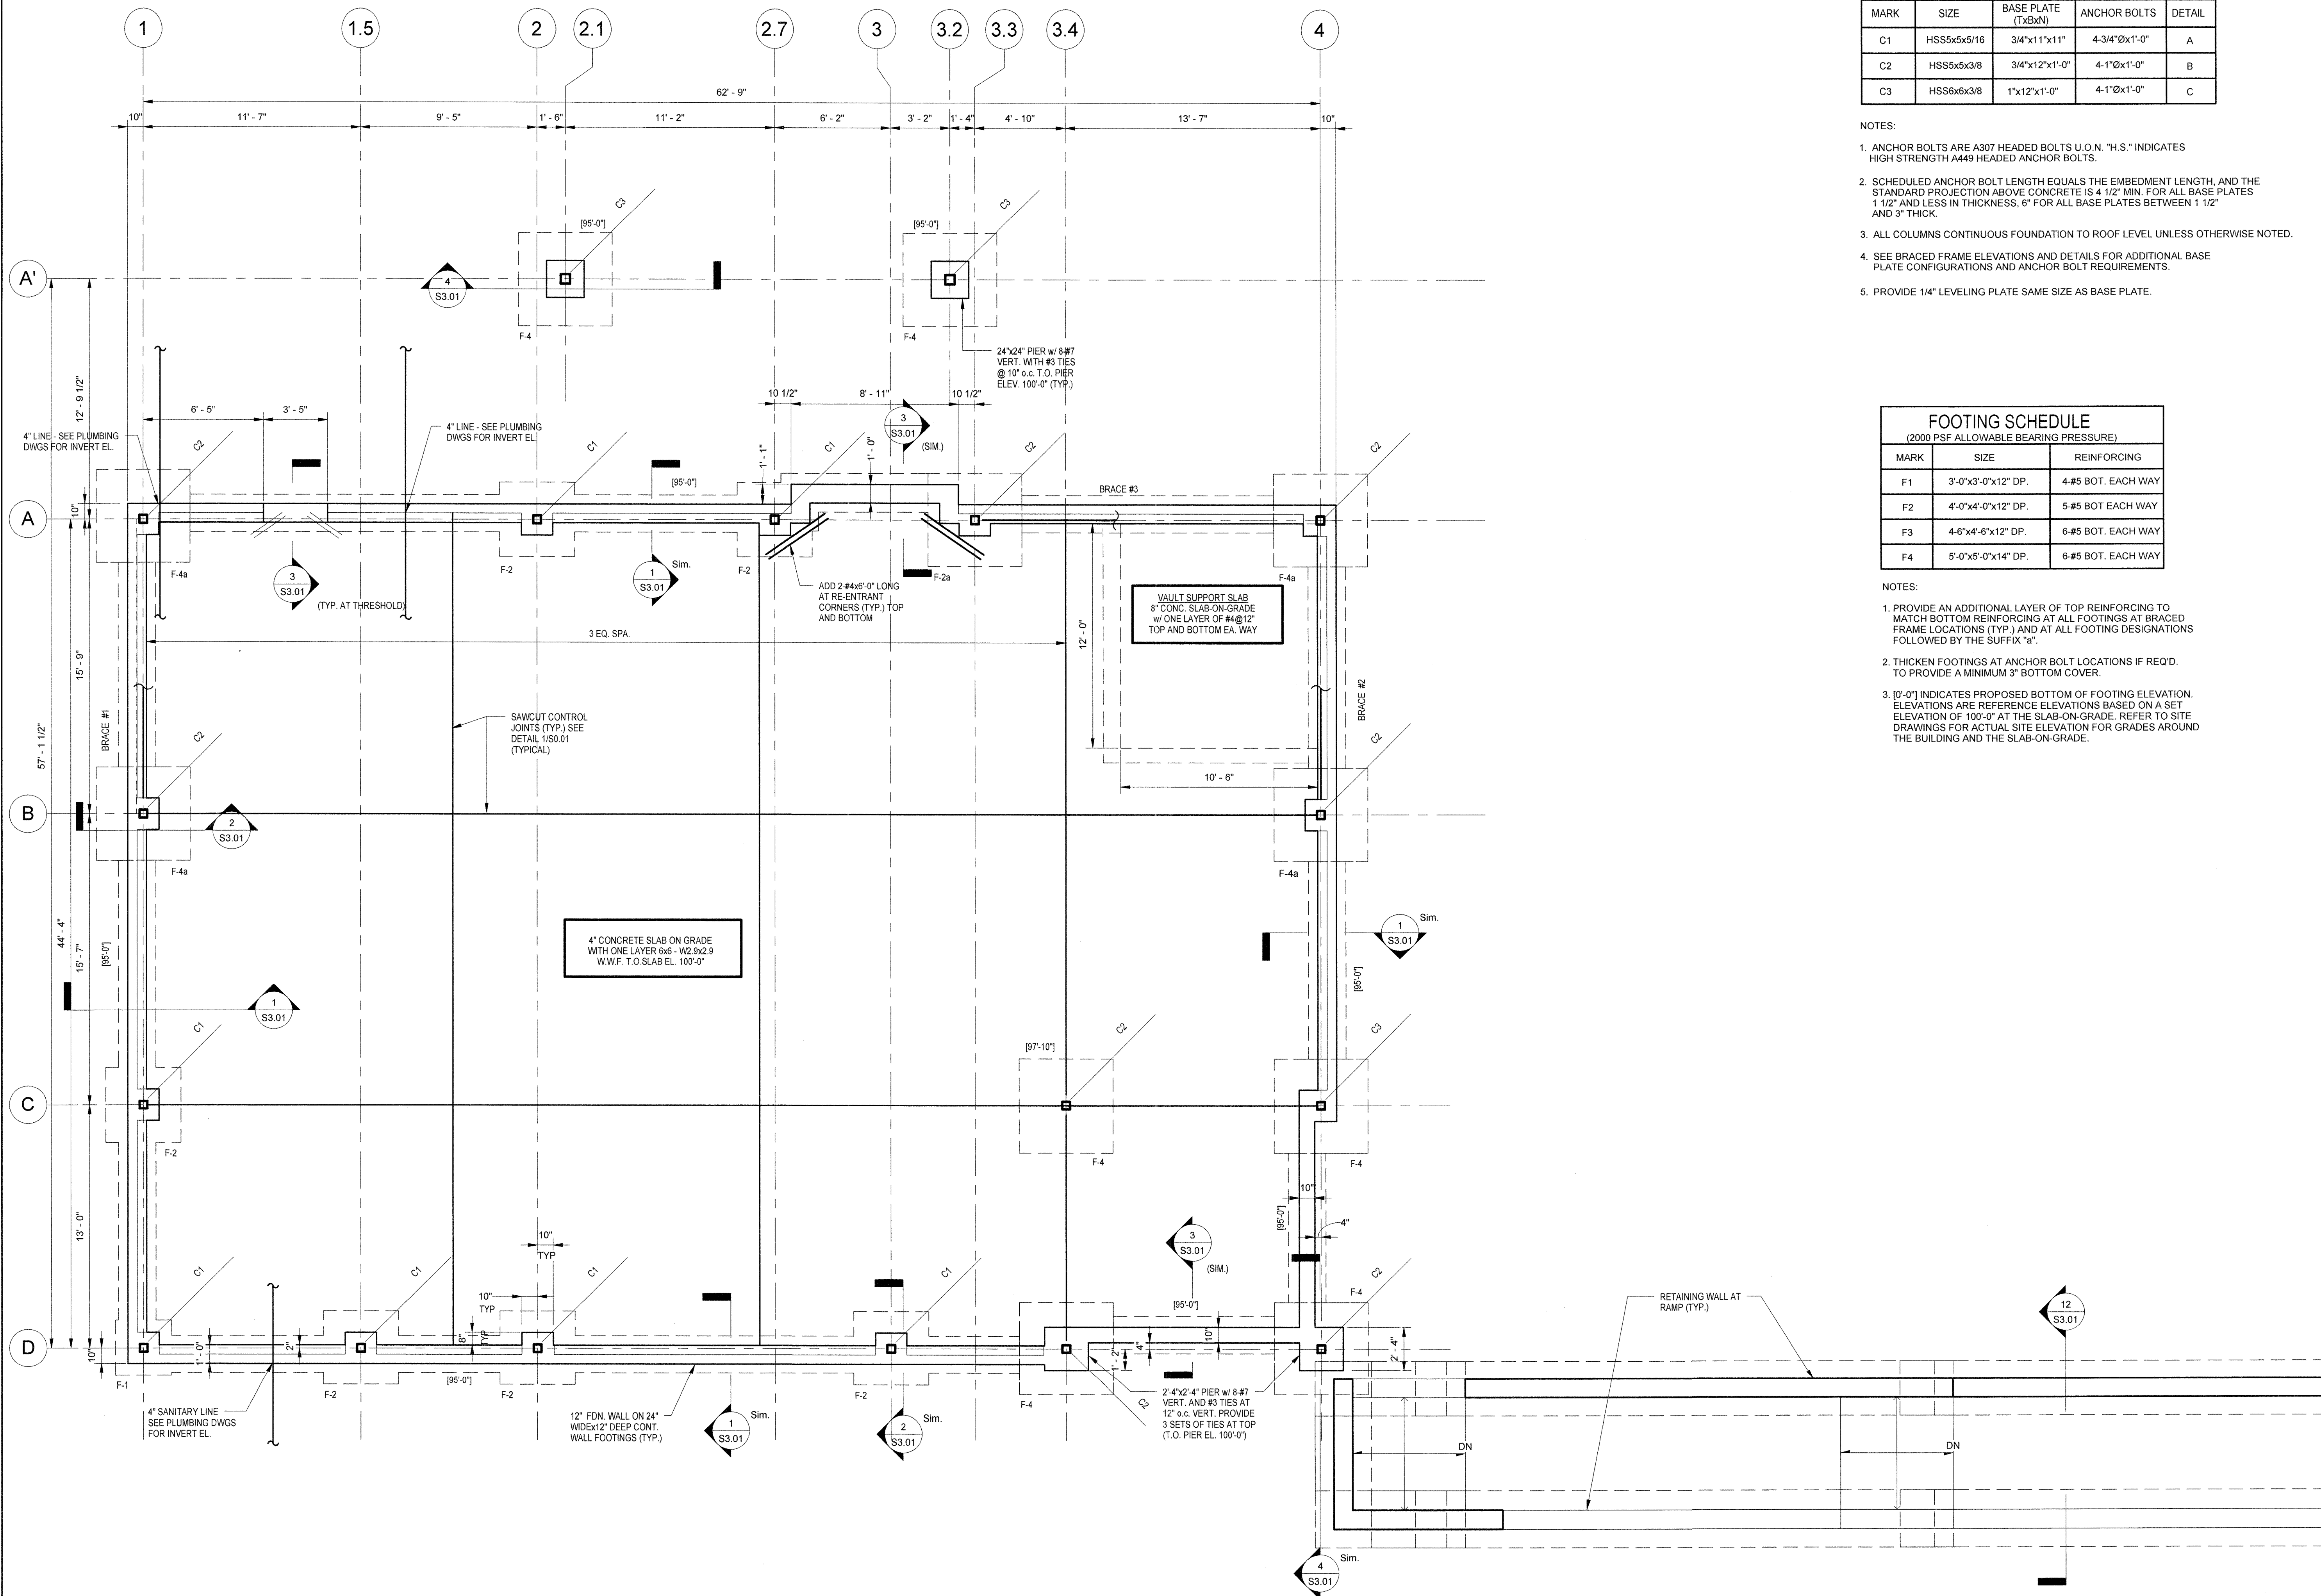 1
1.5
2
2.1
2.7
3
3.2
3.3
3.4
4
62' - 9"
10"
11' - 7"
9' - 5"
1' - 6"
11' - 2"
6' - 2"
3' - 2"
1' - 4"
4' - 10"
13' - 7"
10"
MARK SIZE BASE PLATE (TxBxN) ANCHOR BOLTS DETAIL
C1 HSS5x5x5/16 3/4"x11"x11" 4-3/4"Øx1'-0" A
C2 HSS5x5x3/8 3/4"x12"x1'-0" 4-1"Øx1'-0" B
C3 HSS6x6x3/8 1"x12"x1'-0" 4-1"Øx1'-0" C
NOTES:
1. ANCHOR BOLTS ARE A307 HEADED BOLTS U.O.N. "H.S." INDICATES
HIGH STRENGTH A449 HEADED ANCHOR BOLTS.
2. SCHEDULED ANCHOR BOLT LENGTH EQUALS THE EMBEDMENT LENGTH, AND THE
STANDARD PROJECTION ABOVE CONCRETE IS 4 1/2" MIN. FOR ALL BASE PLATES
1 1/2" AND LESS IN THICKNESS, 6" FOR ALL BASE PLATES BETWEEN 1 1/2"
AND 3" THICK.
3. ALL COLUMNS CONTINUOUS FOUNDATION TO ROOF LEVEL UNLESS OTHERWISE NOTED.
4. SEE BRACED FRAME ELEVATIONS AND DETAILS FOR ADDITIONAL BASE
PLATE CONFIGURATIONS AND ANCHOR BOLT REQUIREMENTS.
5. PROVIDE 1/4" LEVELING PLATE SAME SIZE AS BASE PLATE.
FOOTING SCHEDULE
(2000 PSF ALLOWABLE BEARING PRESSURE)
MARK SIZE REINFORCING
F1 3'-0"x3'-0"x12" DP. 4-#5 BOT. EACH WAY
F2 4'-0"x4'-0"x12" DP. 5-#5 BOT EACH WAY
F3 4-6"x4'-6"x12" DP. 6-#5 BOT. EACH WAY
F4 5'-0"x5'-0"x14" DP. 6-#5 BOT. EACH WAY
NOTES:
1. PROVIDE AN ADDITIONAL LAYER OF TOP REINFORCING TO
MATCH BOTTOM REINFORCING AT ALL FOOTINGS AT BRACED
FRAME LOCATIONS (TYP.) AND AT ALL FOOTING DESIGNATIONS
FOLLOWED BY THE SUFFIX "a".
2. THICKEN FOOTINGS AT ANCHOR BOLT LOCATIONS IF REQ'D.
TO PROVIDE A MINIMUM 3" BOTTOM COVER.
3. [0'-0"] INDICATES PROPOSED BOTTOM OF FOOTING ELEVATION.
ELEVATIONS ARE REFERENCE ELEVATIONS BASED ON A SET
ELEVATION OF 100'-0" AT THE SLAB-ON-GRADE. REFER TO SITE
DRAWINGS FOR ACTUAL SITE ELEVATION FOR GRADES AROUND
THE BUILDING AND THE SLAB-ON-GRADE.
A'
4
S3.01
[95'-0"]
C3
F-4
[95'-0"]
C3
F-4
24"x24" PIER w/ 8-#7
VERT. WITH #3 TIES
@ 10" o.c. T.O. PIER
ELEV. 100'-0" (TYP.)
12' - 9 1/2"
6' - 5"
3' - 5"
4" LINE - SEE PLUMBING
DWGS FOR INVERT EL.
C2
4" LINE - SEE PLUMBING
DWGS FOR INVERT EL.
C1
10 1/2"
8' - 11"
10 1/2"
3
S3.01
(SIM.)
1' - 1"
1' - 0"
C1
C2
C2
[95'-0"]
BRACE #3
A
10"
F-4a
3
S3.01
(TYP. AT THRESHOLD)
F-2
1
S3.01
Sim.
F-2
F-2a
F-4a
ADD 2-#4x6'-0" LONG
AT RE-ENTRANT
CORNERS (TYP.) TOP
AND BOTTOM
VAULT SUPPORT SLAB
8" CONC. SLAB-ON-GRADE
w/ ONE LAYER OF #4@12"
TOP AND BOTTOM EA. WAY
3 EQ. SPA.
12' - 0"
15' - 9"
BRACE #1
BRACE #2
57' - 1 1/2"
SAWCUT CONTROL
JOINTS (TYP.) SEE
DETAIL 1/S0.01
(TYPICAL)
10' - 6"
C2
C2
B
2
S3.01
F-4a
F-4a
44' - 4"
15' - 7"
[95'-0"]
4" CONCRETE SLAB ON GRADE
WITH ONE LAYER 6x6 - W2.9x2.9
W.W.F. T.O.SLAB EL. 100'-0"
1
S3.01
Sim.
[95'-0"]
1
S3.01
C1
[97'-10"]
C2
C3
C
F-2
F-4
F-4
13' - 0"
10"
[95'-0"]
4"
3
S3.01
(SIM.)
10"
TYP
10"
TYP
8"
TYP
C1
C1
C1
C1
C2
F-4
[95'-0"]
D
10"
1' - 0"
2"
10"
4"
1' - 2"
2' - 4"
F-1
F-2
[95'-0"]
F-2
F-2
F-4
C2
4" SANITARY LINE
SEE PLUMBING DWGS
FOR INVERT EL.
12" FDN. WALL ON 24"
WIDEx12" DEEP CONT.
WALL FOOTINGS (TYP.)
1
S3.01
Sim.
2
S3.01
Sim.
2'-4"x2'-4" PIER w/ 8-#7
VERT. AND #3 TIES AT
12" o.c. VERT. PROVIDE
3 SETS OF TIES AT TOP
(T.O. PIER EL. 100'-0")
RETAINING WALL AT
RAMP (TYP.)
12
S3.01
DN
DN
4
S3.01
Sim.